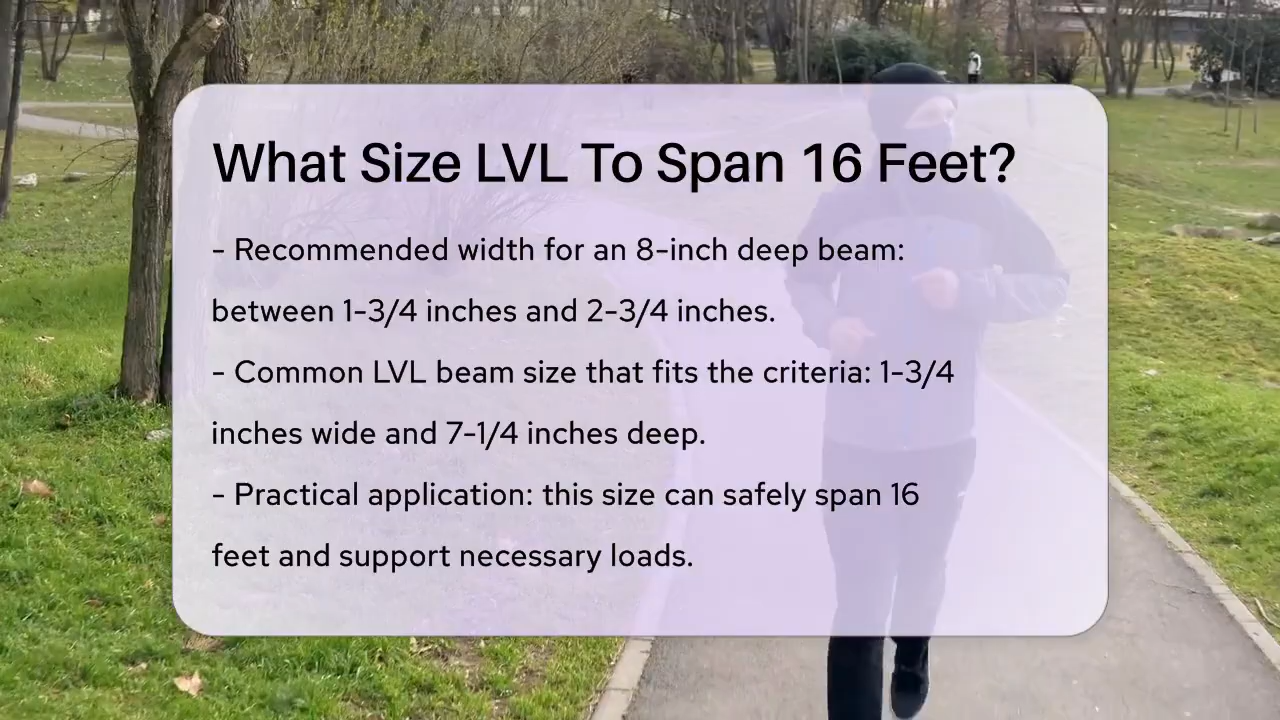 What Size LVL To Span 16 Feet?
- Recommended width for an 8-inch deep beam:
between 1-3/4 inches and 2-3/4 inches.
- Common LVL beam size that fits the criteria: 1-3/4
inches wide and 7-1/4 inches deep.
- Practical application: this size can safely span 16
feet and support necessary loads.